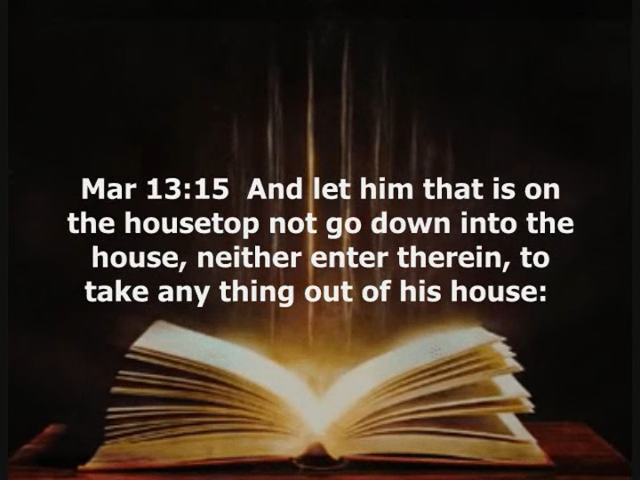 Mar 13:15  And let him that is on
the housetop not go down into the
house, neither enter therein, to
take any thing out of his house: